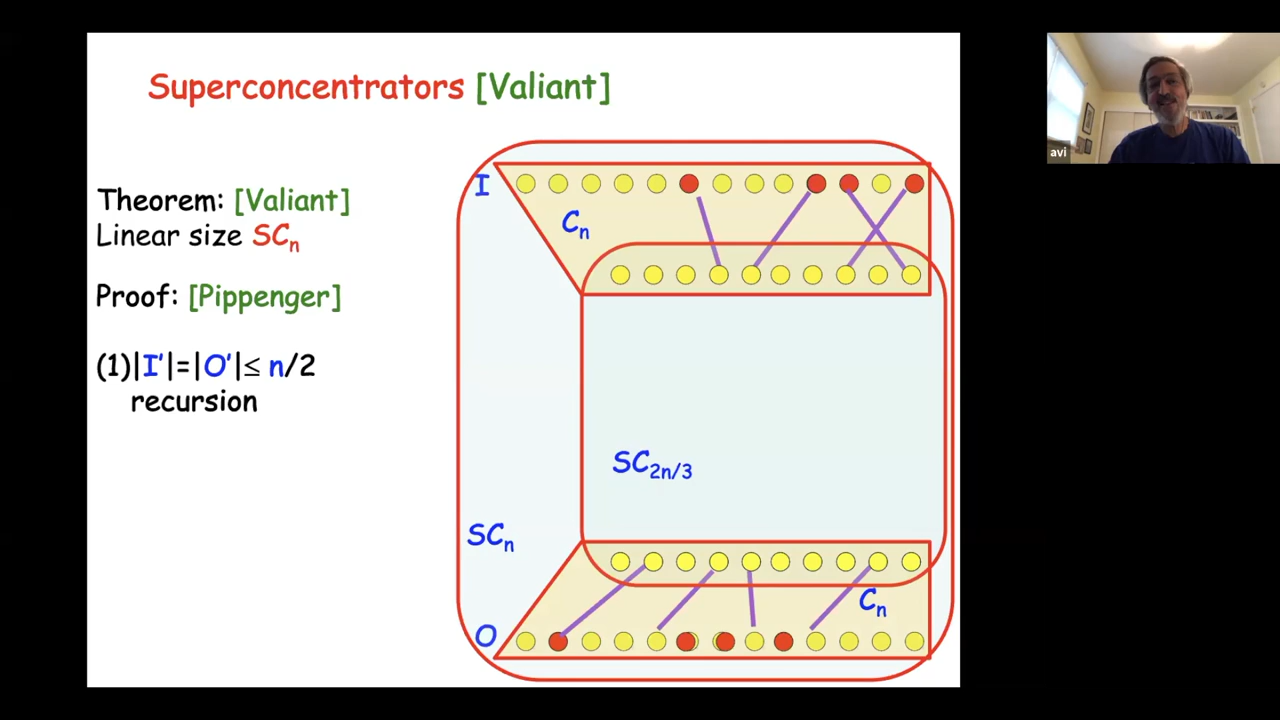 Superconcentrators [Valiant]
Theorem: [Valiant]
Linear size SCn
Proof: [Pippenger]
(1)|I'|=|O'|≤ n/2
recursion
I
Cn
SC2n/3
SCn
Cn
O
avi